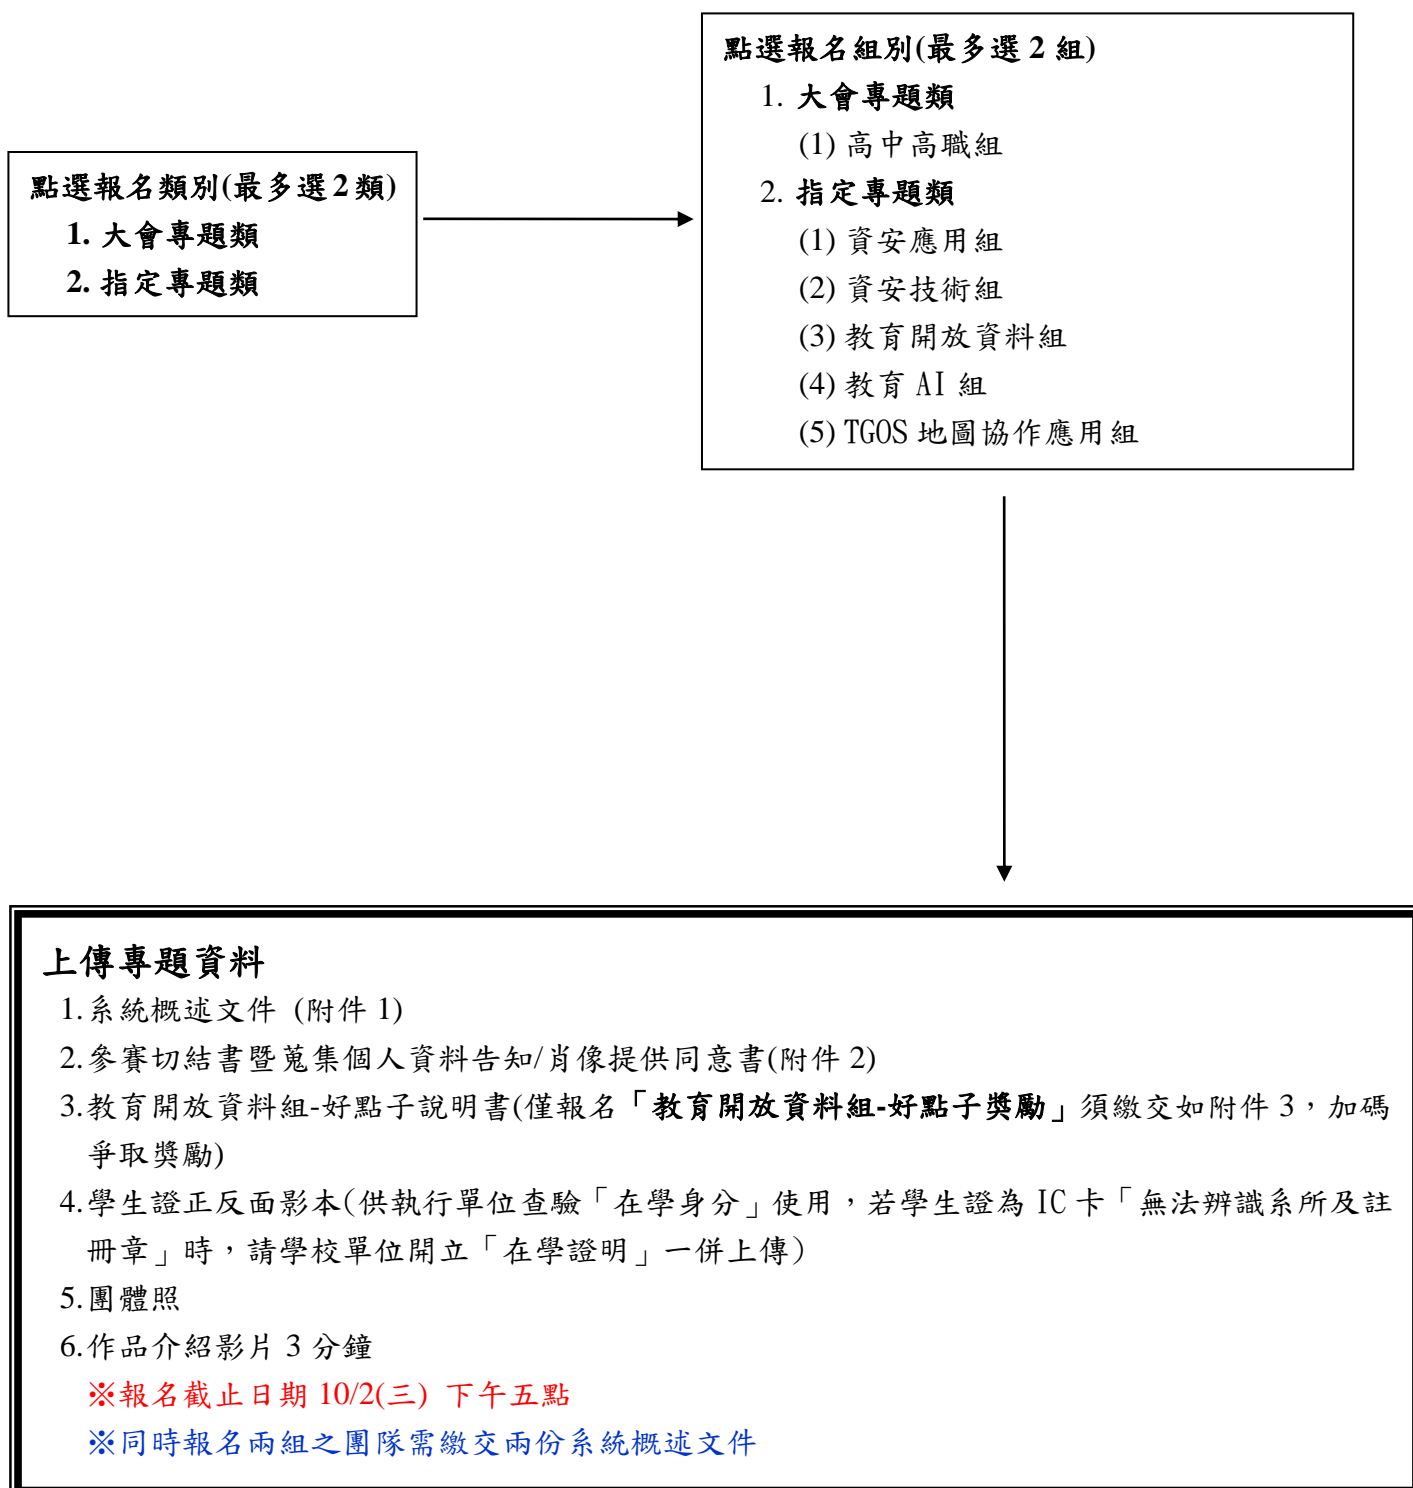 點選報名類別(最多選2類)
1. 大會專題類
2. 指定專題類
點選報名組別(最多選 2 組)
1. 大會專題類
(1) 高中高職組
2. 指定專題類
(1) 資安應用組
(2) 資安技術組
(3) 教育開放資料組
(4) 教育 AI 組
(5) TGOS 地圖協作應用組
上傳專題資料
1.系統概述文件 (附件 1)
2.參賽切結書暨蒐集個人資料告知/肖像提供同意書(附件 2)
3.教育開放資料組-好點子說明書(僅報名「教育開放資料組-好點子獎勵」須繳交如附件 3，加碼
爭取獎勵)
4.學生證正反面影本(供執行單位查驗「在學身分」使用，若學生證為 IC 卡「無法辨識系所及註
冊章」時，請學校單位開立「在學證明」一併上傳)
5.團體照
6.作品介紹影片 3 分鐘
※報名截止日期 10/2(三) 下午五點
※同時報名兩組之團隊需繳交兩份系統概述文件